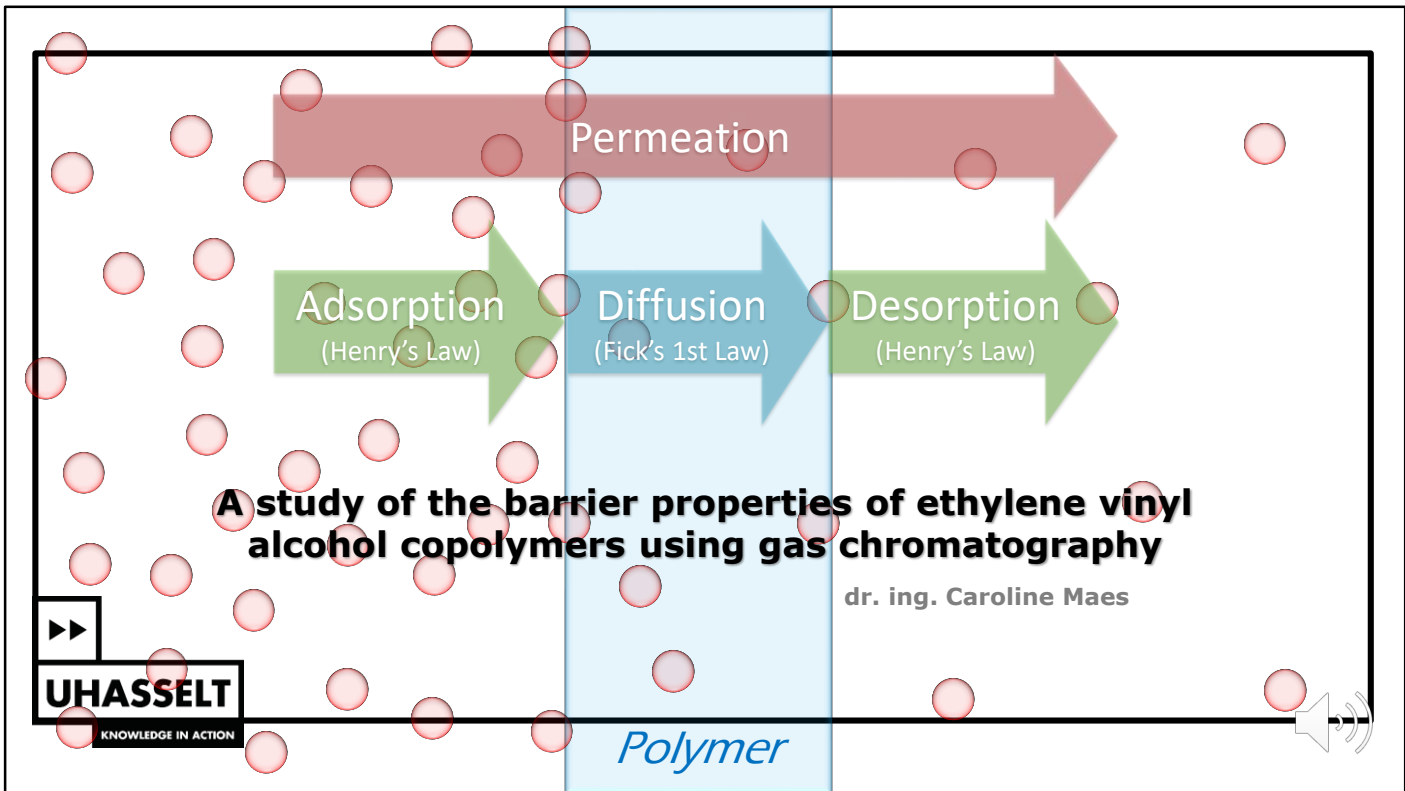 Permeation
Adsorption
(Henry's Law)
Diffusion
(Fick's 1st Law)
Desorption
(Henry's Law)
A study of the barrier properties of ethylene vinyl
alcohol copolymers using gas chromatography
dr. ing. Caroline Maes
UHASSELT
KNOWLEDGE IN ACTION
Polymer